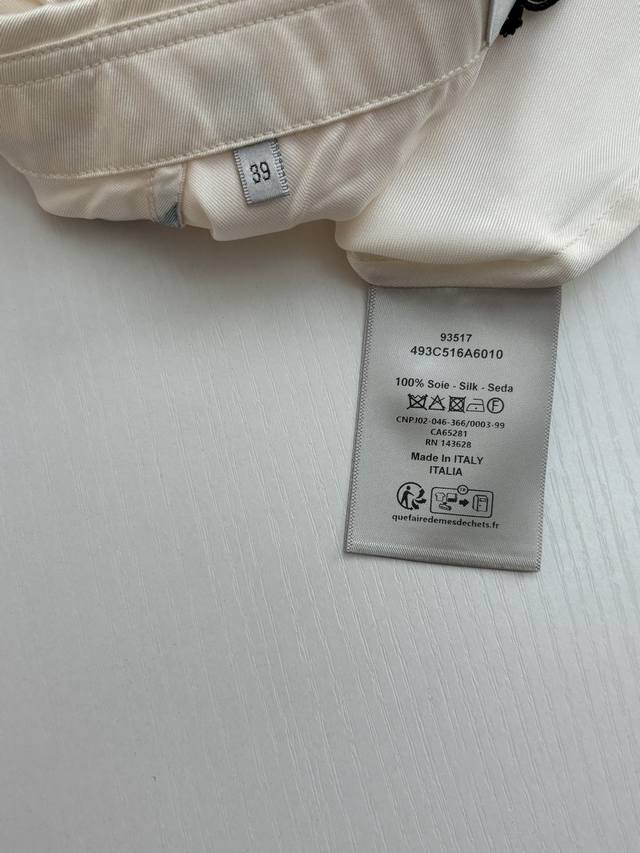 39
93517
493C516A6010
100% Soie - Silk - Seda
F
CNPJ02-046-366/0003-99
CA65281
RN 143628
Made In ITALY
ITALIA
FR
quefairedemesdechets.fr